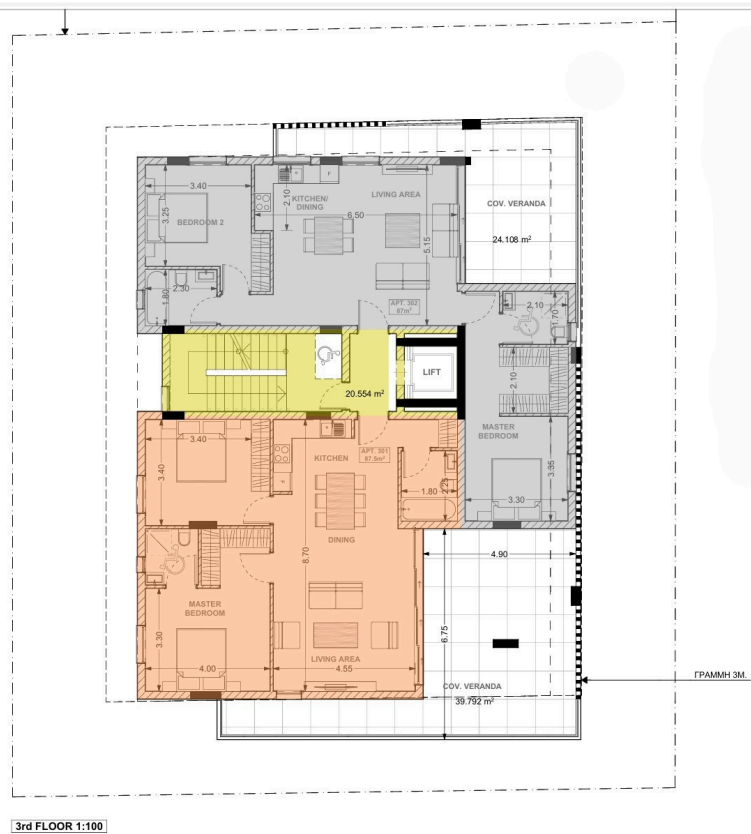 3.40
3.25
BEDROOM 2
2.10
F
KITCHEN/
DINING
LIVING AREA
6.50
5.15
COV. VERANDA
24.108 m²
2.30
1.80
APT. 302
87m²
2.10
1.70
LIFT
20.554 m²
2.10
MASTER
BEDROOM
3.95
3.30
3.40
3.40
KITCHEN
F
APT. 301
87.5m²
1.80
2.25
DINING
8.70
4.90
6.75
MASTER
BEDROOM
3.30
4.00
LIVING AREA
4.55
COV. VERANDA
39.792 m²
ΓΡΑΜΜΗ 3Μ.
3rd FLOOR 1:100